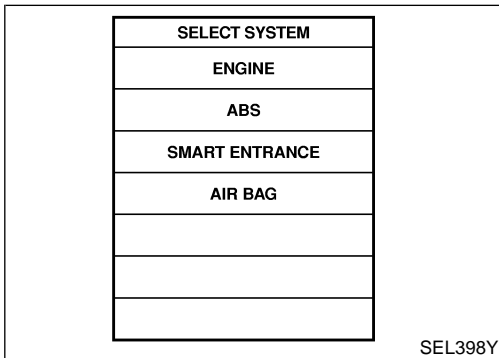 SELECT SYSTEM
ENGINE
ABS
SMART ENTRANCE
AIR BAG
SEL398Y